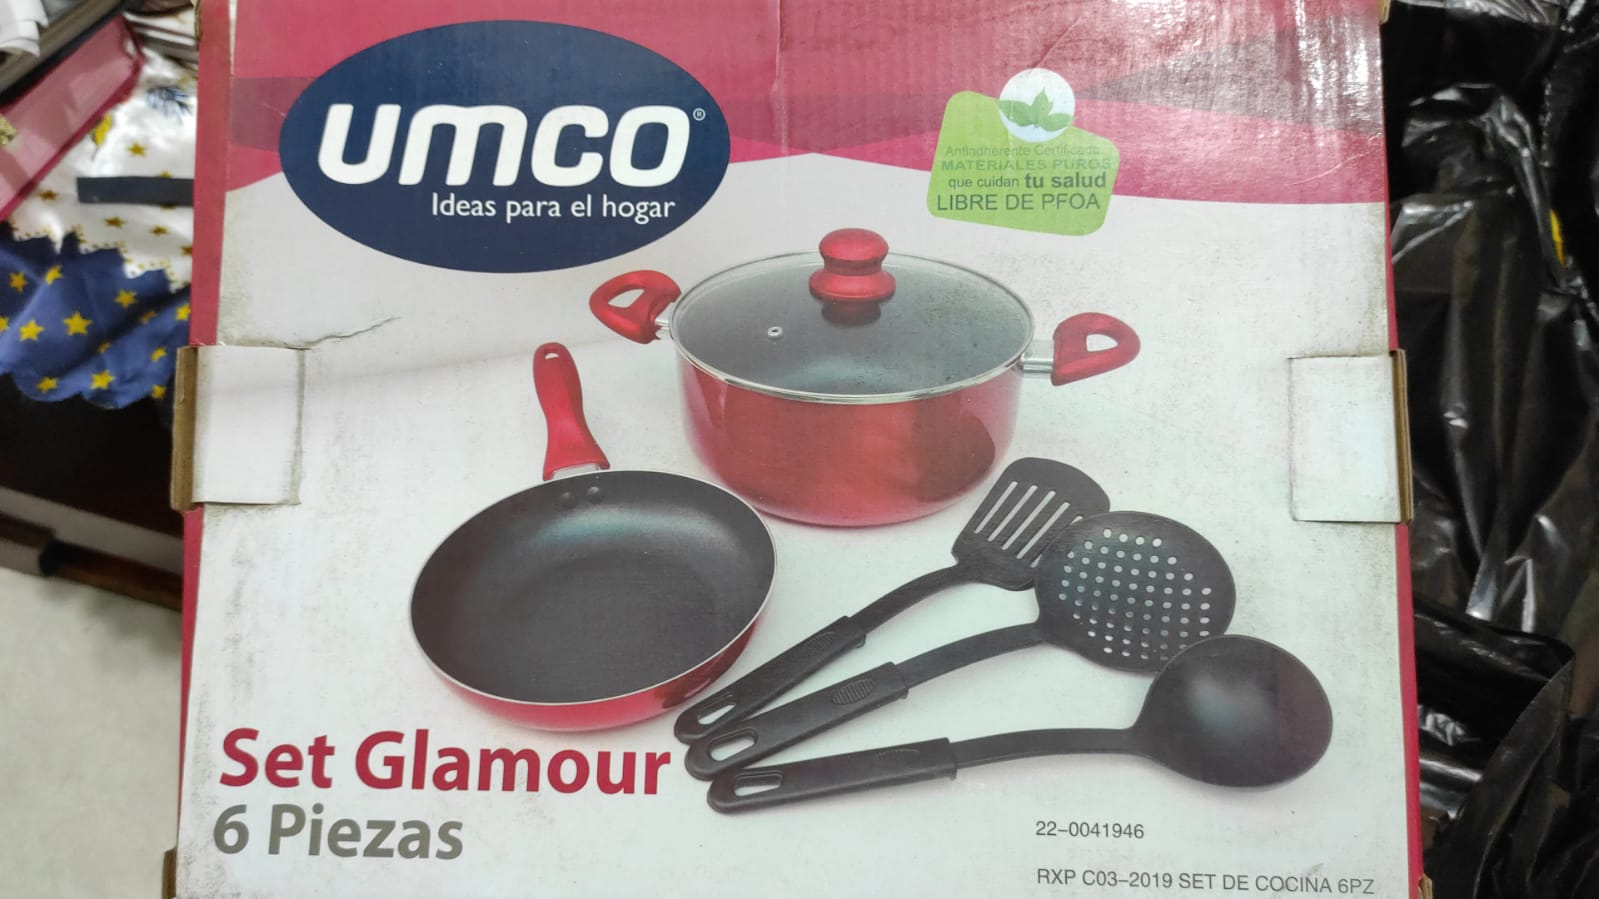 umco®
Ideas para el hogar
Antiadherente Certificado
MATERIALES PUROS
que cuidan tu salud
LIBRE DE PFOA
Set Glamour
6 Piezas
22-0041946
RXP C03-2019 SET DE COCINA 6PZ